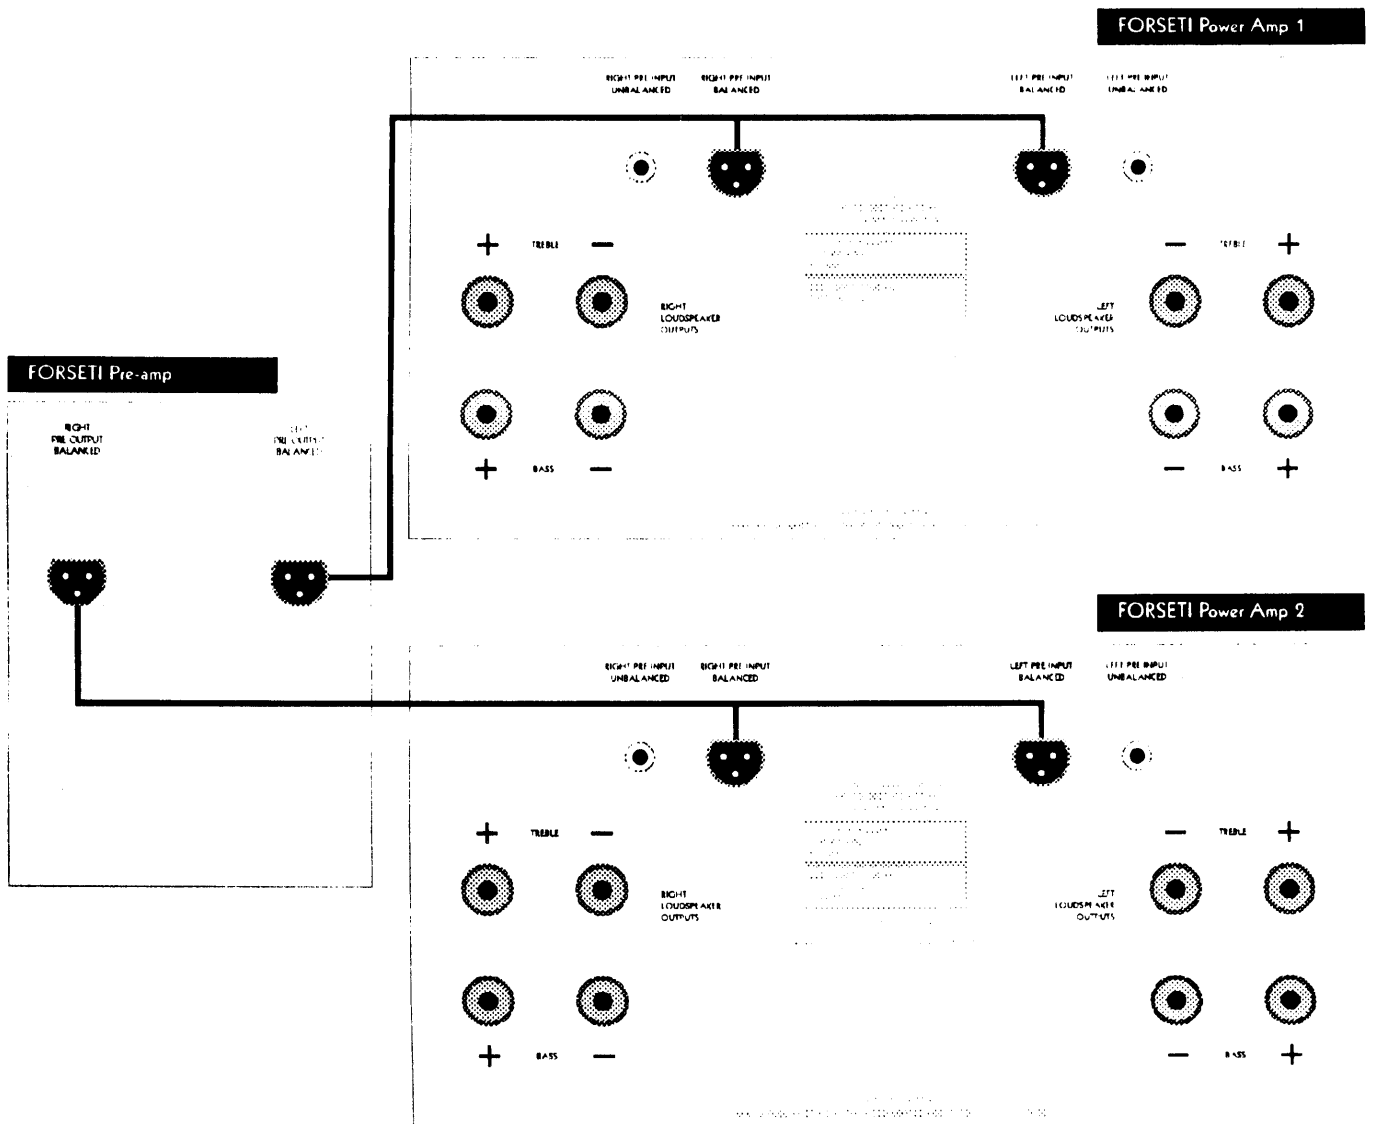 FORSETI Power Amp 1
RIGHT PRE INPUT
UNBALANCED
RIGHT PRE INPUT
BALANCED
LEFT PRE INPUT
BALANCED
LEFT PRE INPUT
UNBALANCED
+ TREBLE —
— TREBLE +
RIGHT
LOUDSPEAKER
OUTPUTS
LEFT
LOUDSPEAKER
OUTPUTS
+ BASS —
— BASS +
FORSETI Pre-amp
RIGHT
PRE OUTPUT
BALANCED
LEFT
PRE OUTPUT
BALANCED
FORSETI Power Amp 2
RIGHT PRE INPUT
UNBALANCED
RIGHT PRE INPUT
BALANCED
LEFT PRE INPUT
BALANCED
LEFT PRE INPUT
UNBALANCED
+ TREBLE —
— TREBLE +
RIGHT
LOUDSPEAKER
OUTPUTS
LEFT
LOUDSPEAKER
OUTPUTS
+ BASS —
— BASS +